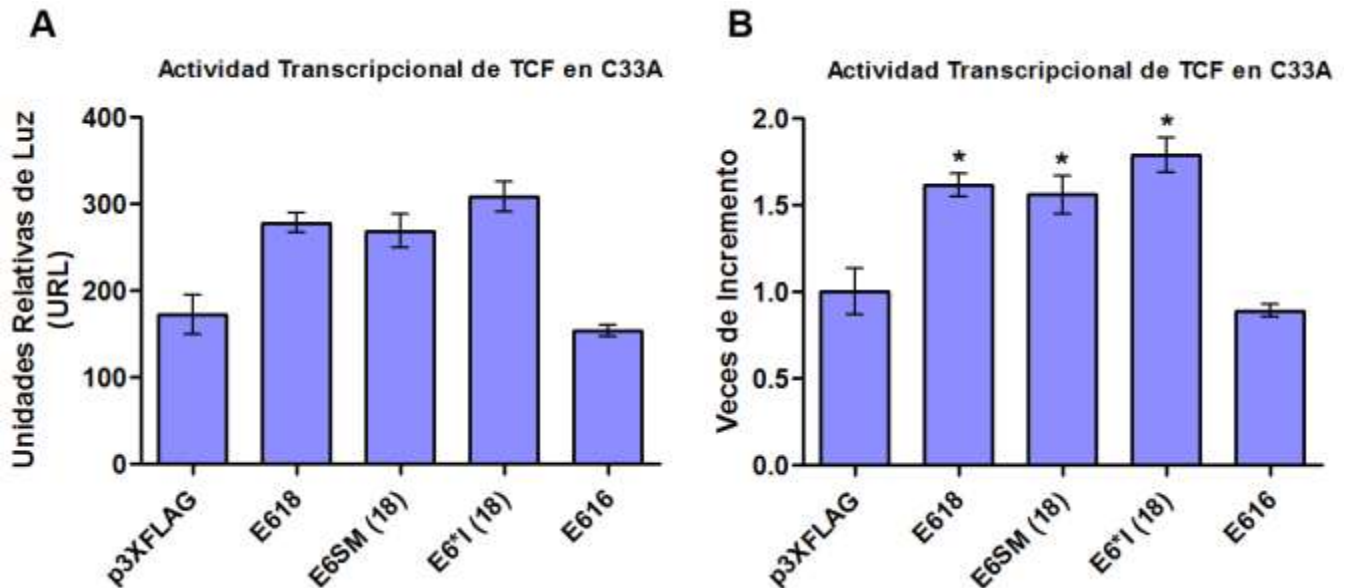 A
Actividad Transcripcional de TCF en C33A
Unidades Relativas de Luz
(URL)
400
300
200
100
0
p3XFLAG
E618
E6SM (18)
E6*I (18)
E616
B
Actividad Transcripcional de TCF en C33A
Veces de Incremento
2.0
1.5
1.0
0.5
0.0
*
*
*
p3XFLAG
E618
E6SM (18)
E6*I (18)
E616